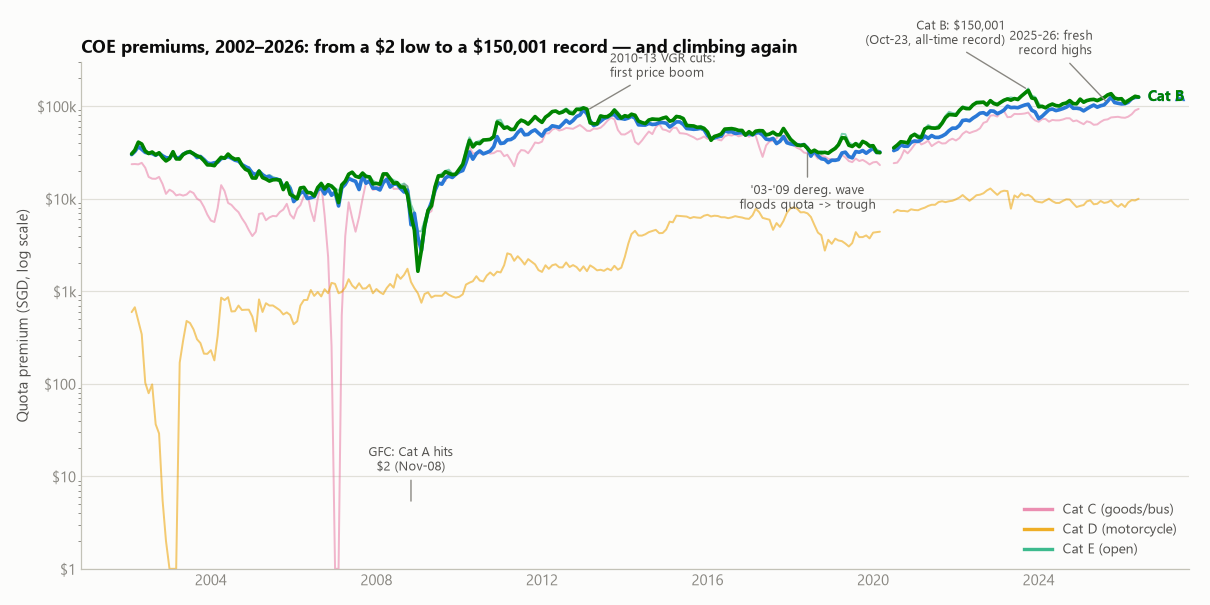 Cat B: $150,001
(Oct-23, all-time record)
2025-26: fresh
record highs
COE premiums, 2002–2026: from a $2 low to a $150,001 record — and climbing again
2010-13 VGR cuts:
first price boom
Cat B
'03-'09 dereg. wave
floods quota -> trough
GFC: Cat A hits
$2 (Nov-08)
Quota premium (SGD, log scale)
$100k
$10k
$1k
$100
$10
$1
2004
2008
2012
2016
2020
2024
Cat C (goods/bus)
Cat D (motorcycle)
Cat E (open)